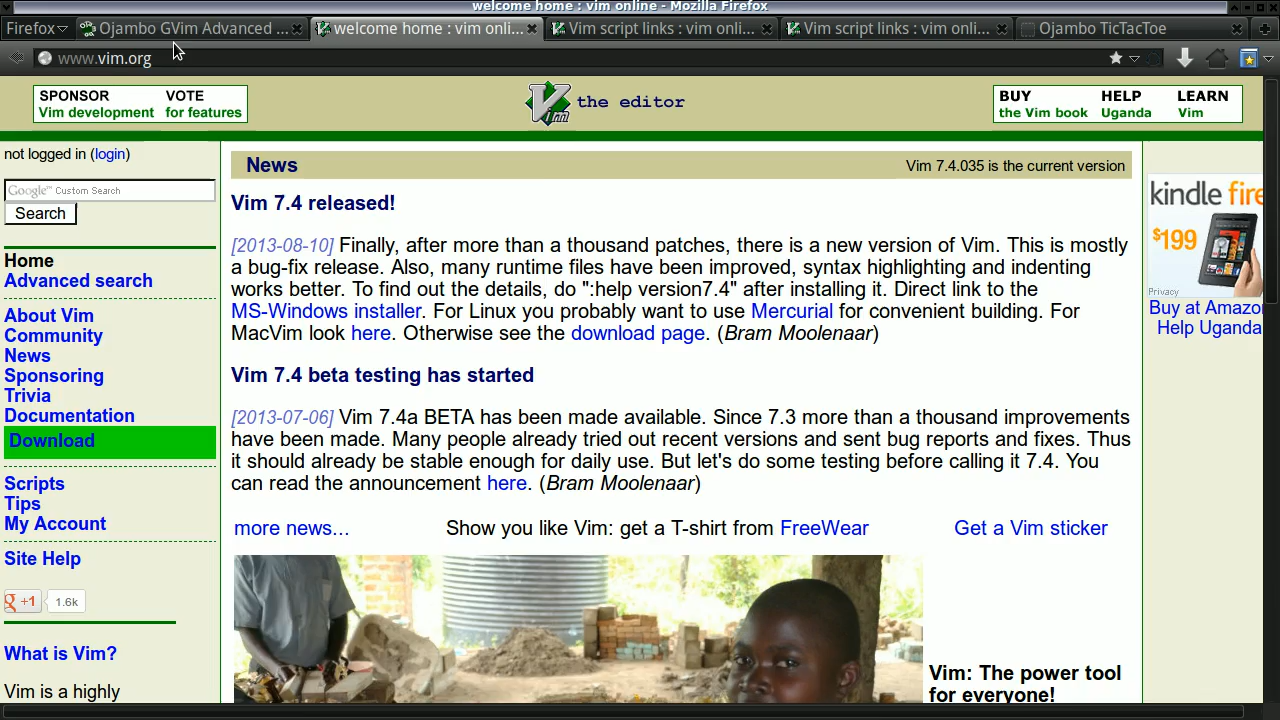 welcome home : vim online - Mozilla Firefox
Firefox
Ojambo GVim Advanced ...
welcome home : vim onli...
Vim script links : vim onl...
Vim script links : vim onl...
Ojambo TicTacToe
www.vim.org
SPONSOR
Vim development
VOTE
for features
Vim
the editor
BUY
the Vim book
HELP
Uganda
LEARN
Vim
not logged in (login)
Google™ Custom Search
Search
Home
Advanced search
About Vim
Community
News
Sponsoring
Trivia
Documentation
Download
Scripts
Tips
My Account
Site Help
g +1
1.6k
What is Vim?
Vim is a highly
News
Vim 7.4.035 is the current version
Vim 7.4 released!
[2013-08-10] Finally, after more than a thousand patches, there is a new version of Vim. This is mostly
a bug-fix release. Also, many runtime files have been improved, syntax highlighting and indenting
works better. To find out the details, do ":help version7.4" after installing it. Direct link to the
MS-Windows installer. For Linux you probably want to use Mercurial for convenient building. For
MacVim look here. Otherwise see the download page. (Bram Moolenaar)
Vim 7.4 beta testing has started
[2013-07-06] Vim 7.4a BETA has been made available. Since 7.3 more than a thousand improvements
have been made. Many people already tried out recent versions and sent bug reports and fixes. Thus
it should already be stable enough for daily use. But let's do some testing before calling it 7.4. You
can read the announcement here. (Bram Moolenaar)
more news...
Show you like Vim: get a T-shirt from FreeWear
Get a Vim sticker
Vim: The power tool
for everyone!
kindle fire
$199
Privacy
Buy at Amazo
Help Uganda